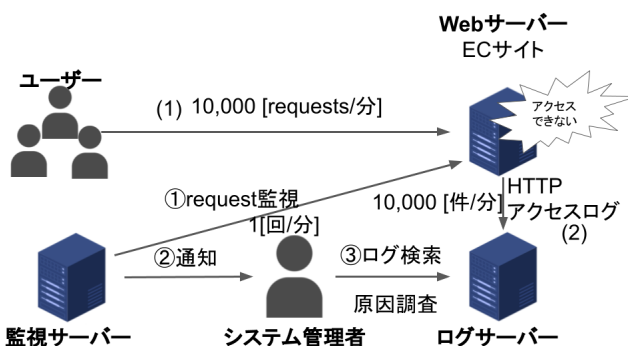 Webサーバー
ECサイト
ユーザー
(1) 10,000 [requests/分]
アクセス
できない
①request監視
1[回/分]
10,000 [件/分]
HTTP
アクセスログ
(2)
②通知
③ログ検索
原因調査
監視サーバー
システム管理者
ログサーバー